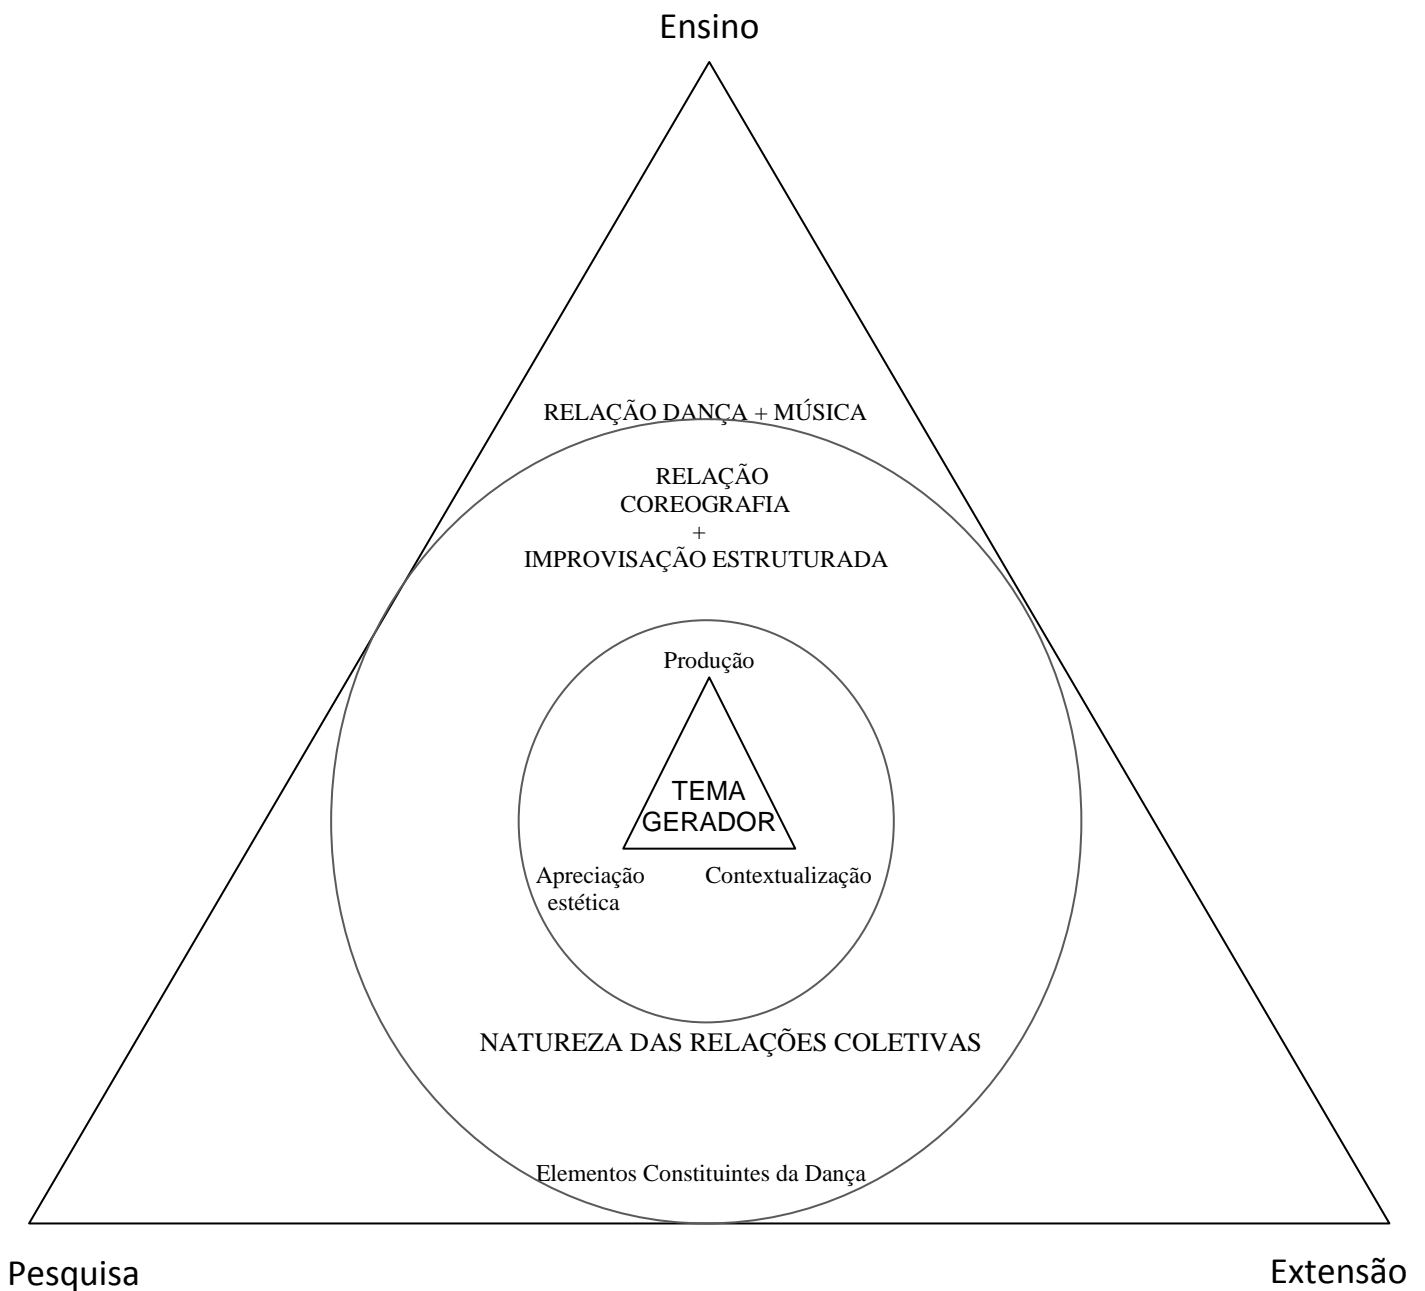 Ensino
RELAÇÃO DANÇA + MÚSICA
RELAÇÃO
COREOGRAFIA
+
IMPROVISAÇÃO ESTRUTURADA
Produção
TEMA
GERADOR
Apreciação
estética
Contextualização
NATUREZA DAS RELAÇÕES COLETIVAS
Elementos Constituintes da Dança
Pesquisa
Extensão